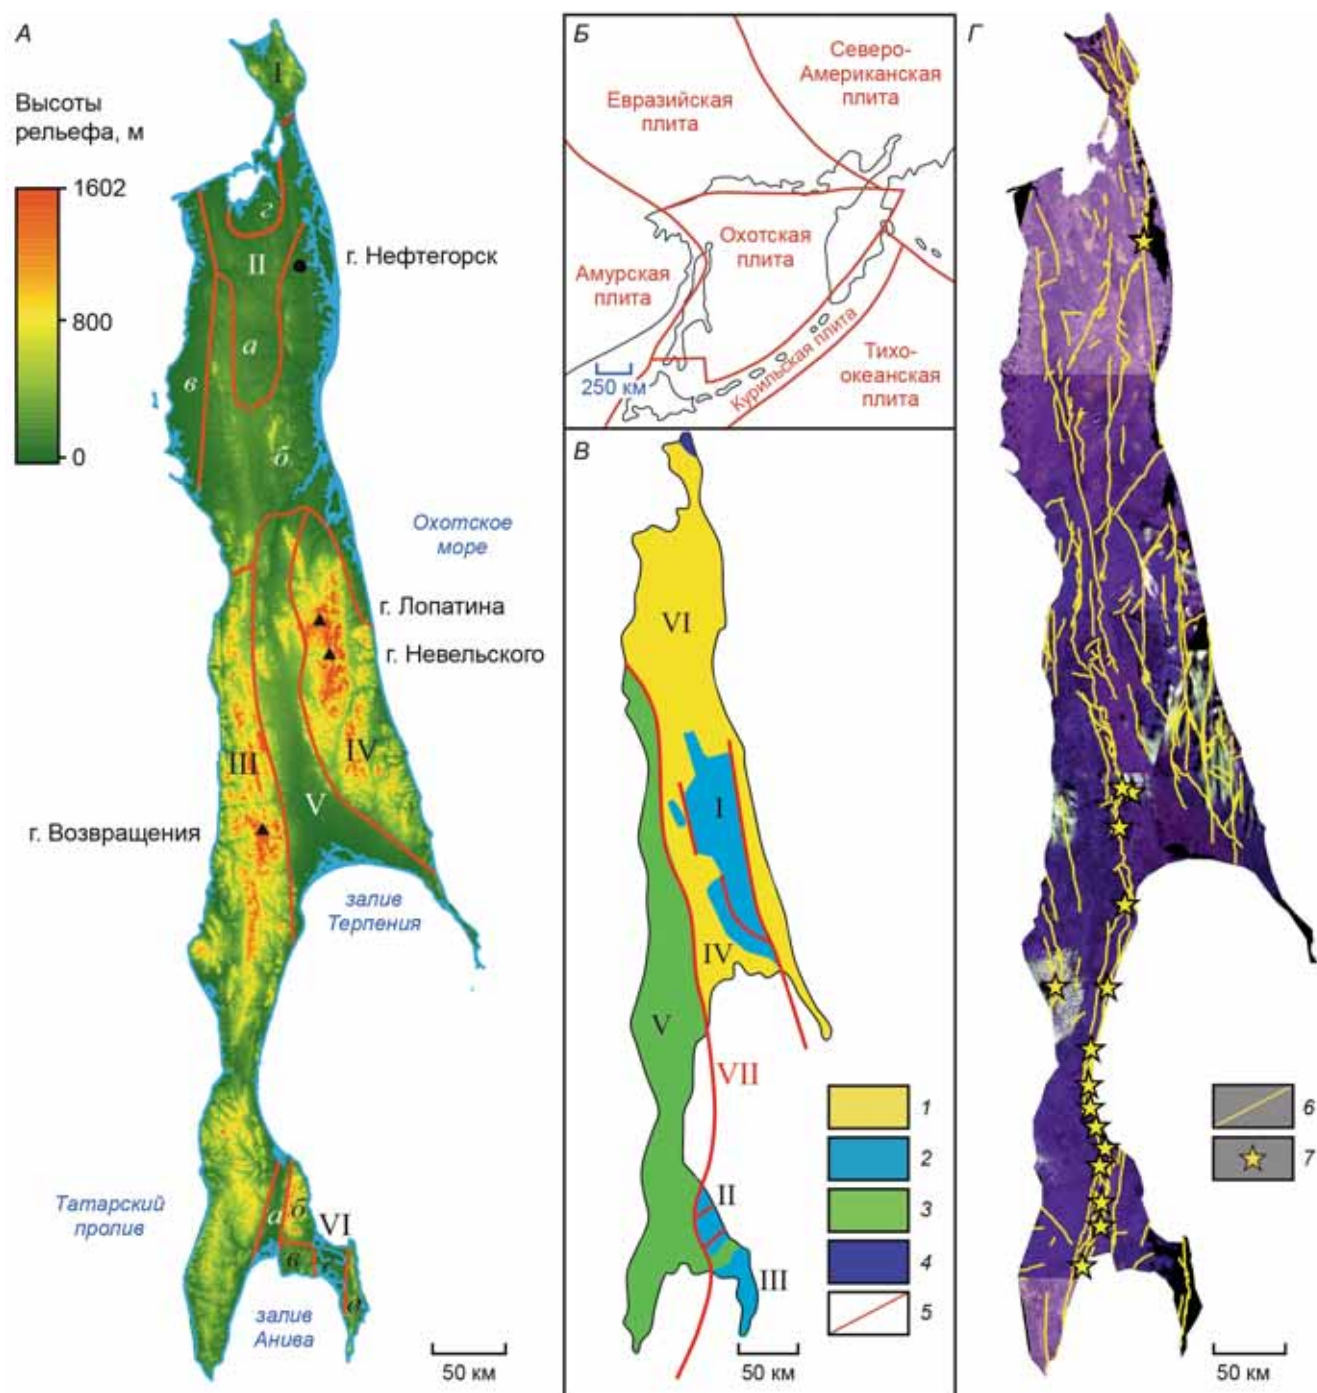 А
Высоты
рельефа, м
1602
800
0
I
г
II
г. Нефтегорск
а
в
б
Охотское
море
г. Лопатина
г. Невельского
III
IV
V
г. Возвращения
залив
Терпения
Татарский
пролив
а
б
VI
в
залив
Анива
50 км
Б
Северо-
Американская
плита
Евразийская
плита
Охотская
плита
Амурская
плита
Курильская плита
Тихо-
океанская
плита
250 км
В
VI
I
IV
V
VII
II
III
1
2
3
4
5
50 км
Г
6
7
50 км